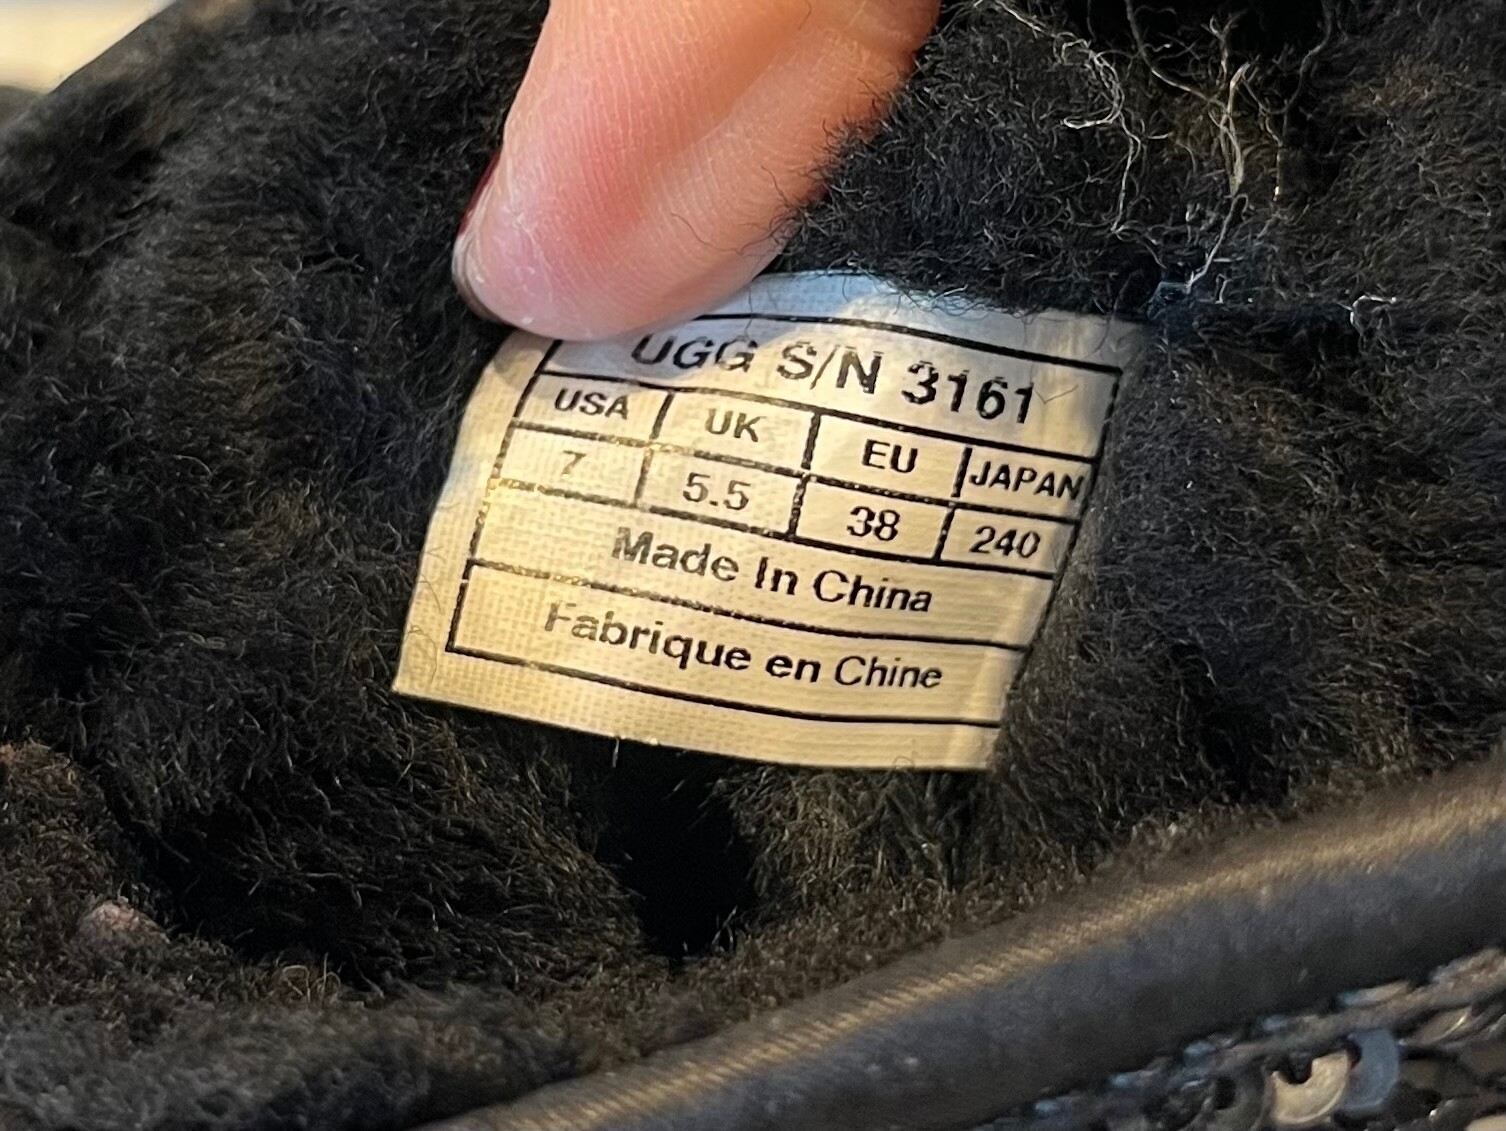 UGG S/N 3161
USA UK EU JAPAN
7 5.5 38 240
Made In China
Fabrique en Chine